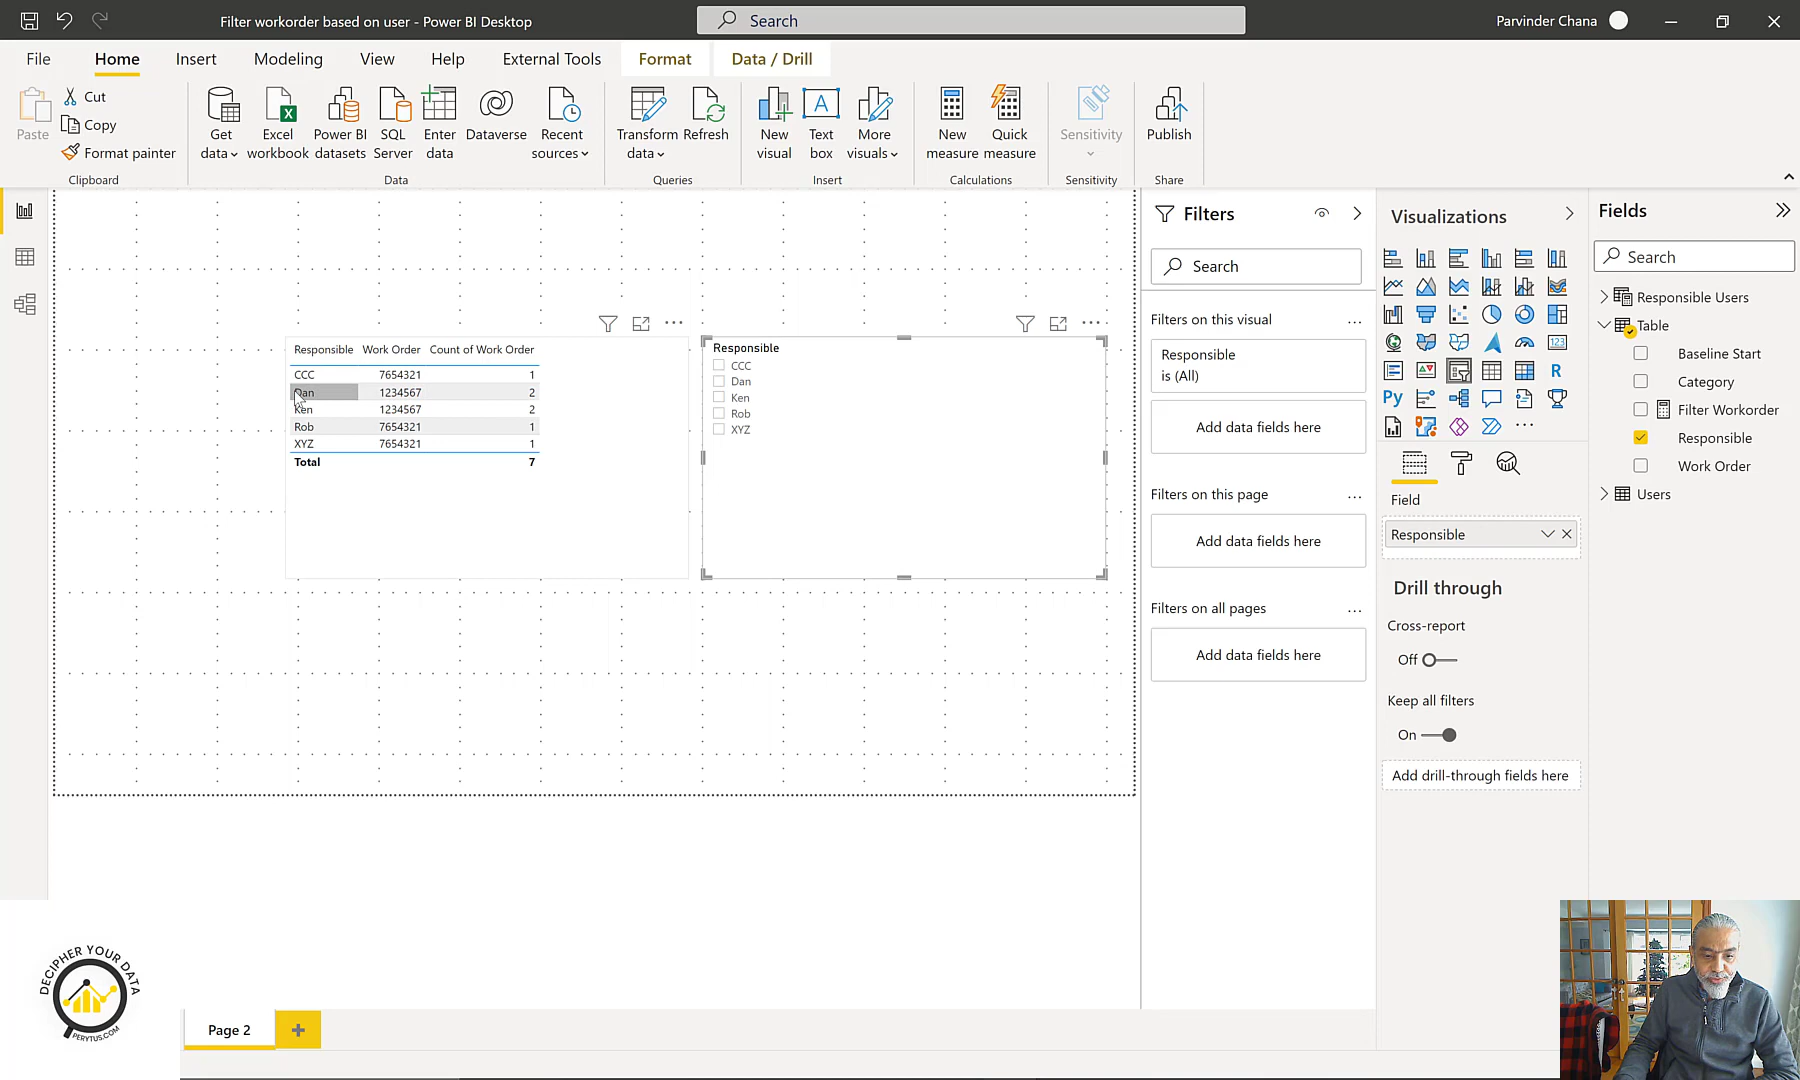 Filter workorder based on user - Power BI Desktop
Search
Parvinder Chana
File
Home
Insert
Modeling
View
Help
External Tools
Format
Data / Drill
Paste
Cut
Copy
Format painter
Clipboard
Get data
Excel workbook
Power BI datasets
SQL Server
Enter data
Dataverse
Recent sources
Data
Transform data
Refresh
Queries
New visual
Text box
More visuals
Insert
New measure
Quick measure
Calculations
Sensitivity
Sensitivity
Publish
Share
Responsible Work Order Count of Work Order
CCC 7654321 1
Dan 1234567 2
Ken 1234567 2
Rob 7654321 1
XYZ 7654321 1
Total 7
Responsible
CCC
Dan
Ken
Rob
XYZ
Filters
Search
Filters on this visual
Responsible
is (All)
Add data fields here
Filters on this page
Add data fields here
Filters on all pages
Add data fields here
Visualizations
R
Py
123
Field
Responsible
Drill through
Cross-report
Off
Keep all filters
On
Add drill-through fields here
Fields
Search
Responsible Users
Table
Baseline Start
Category
Filter Workorder
Responsible
Work Order
Users
DECIPHER YOUR DATA
PERYTUS.COM
Page 2